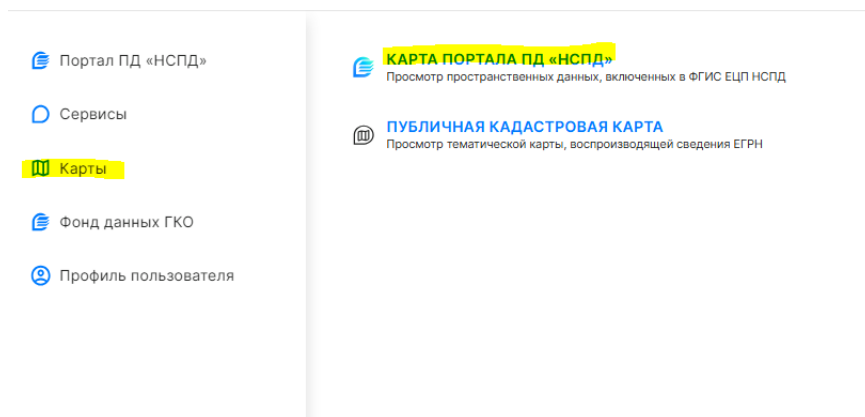 Портал ПД «НСПД»
Сервисы
Карты
Фонд данных ГКО
Профиль пользователя
КАРТА ПОРТАЛА ПД «НСПД»
Просмотр пространственных данных, включенных в ФГИС ЕЦП НСПД
ПУБЛИЧНАЯ КАДАСТРОВАЯ КАРТА
Просмотр тематической карты, воспроизводящей сведения ЕГРН